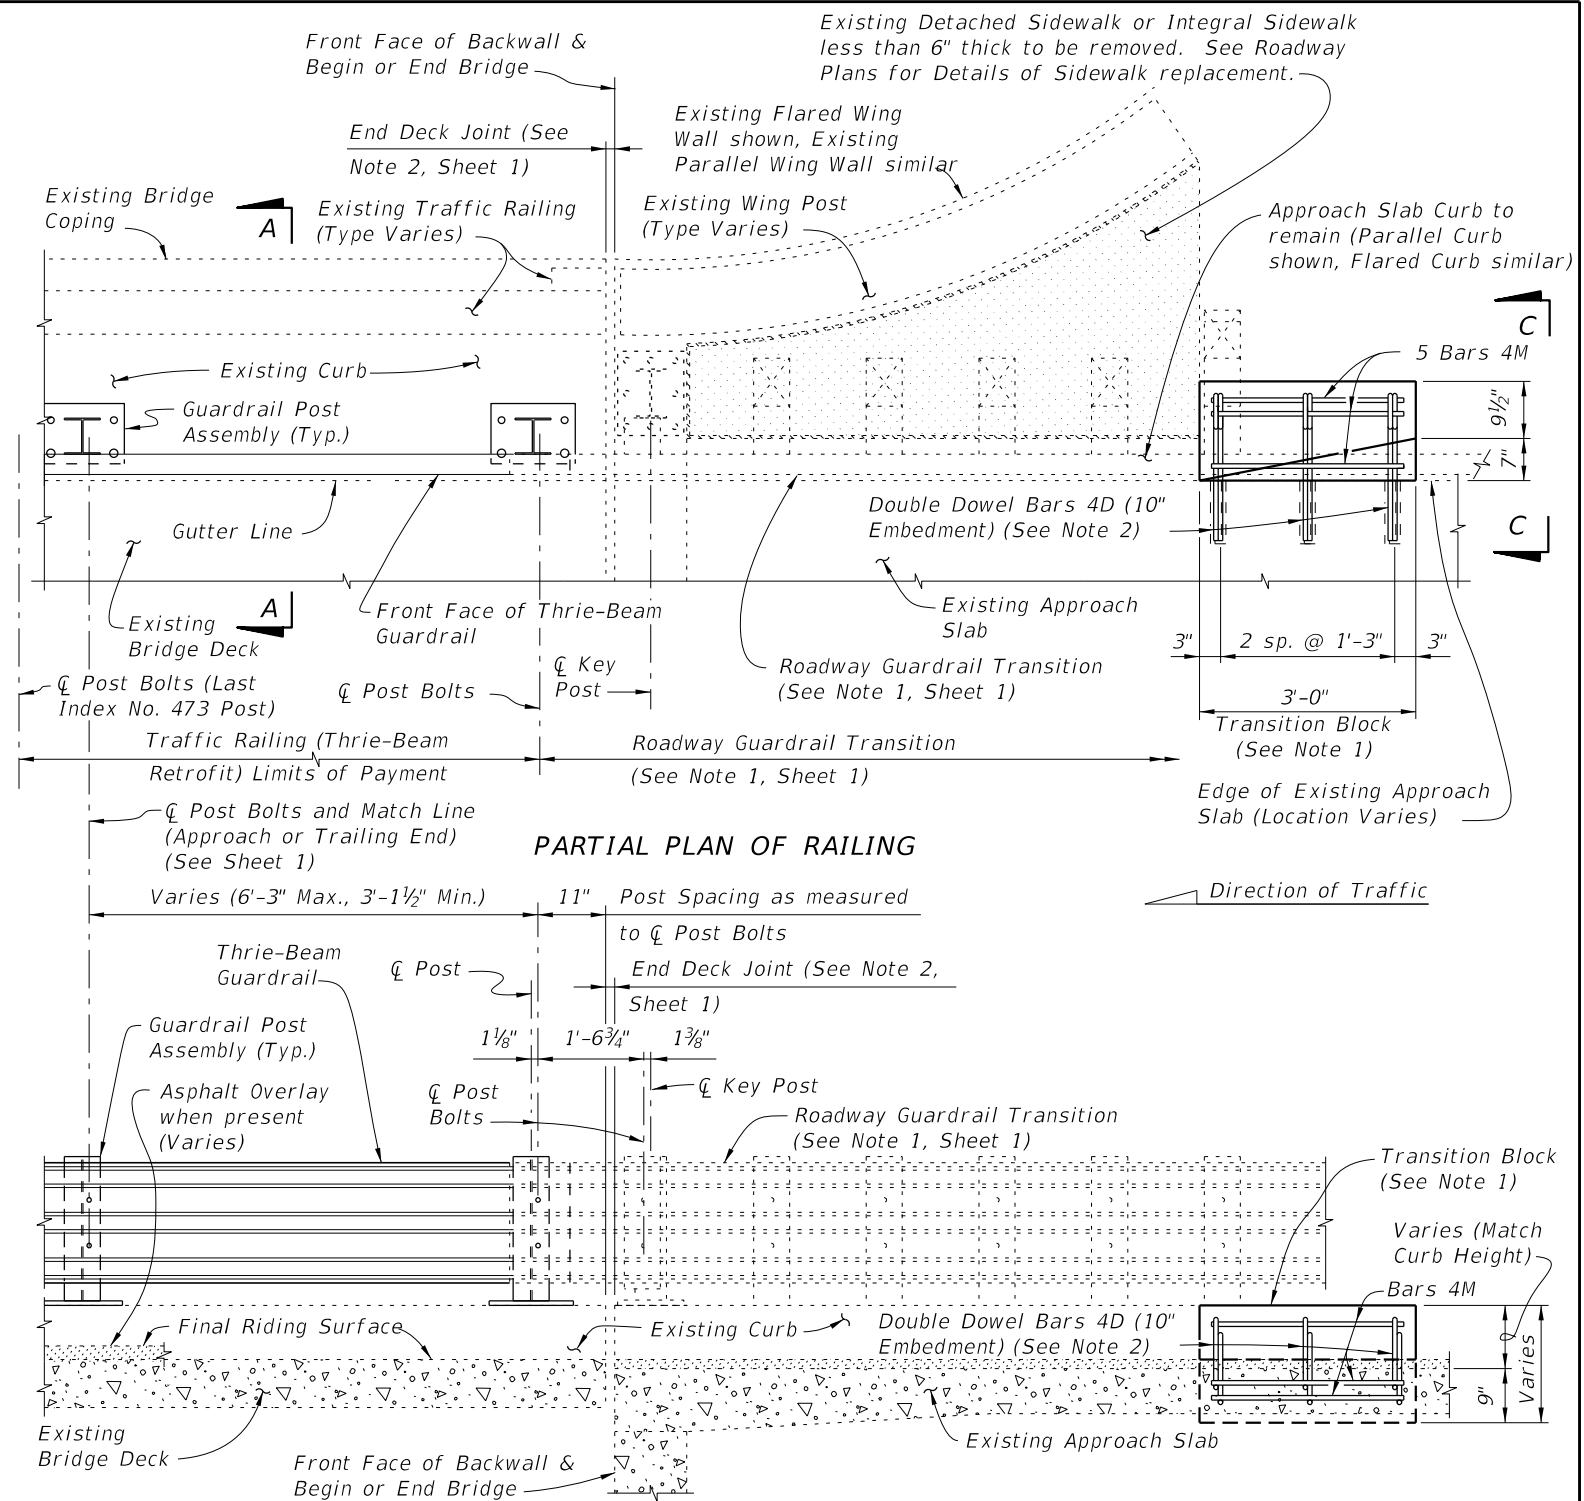 Existing Detached Sidewalk or Integral Sidewalk
less than 6" thick to be removed. See Roadway
Plans for Details of Sidewalk replacement.
Front Face of Backwall &
Begin or End Bridge
Existing Flared Wing
Wall shown, Existing
Parallel Wing Wall similar
End Deck Joint (See
Note 2, Sheet 1)
Existing Bridge
Coping
A
Existing Traffic Railing
(Type Varies)
Existing Wing Post
(Type Varies)
Approach Slab Curb to
remain (Parallel Curb
shown, Flared Curb similar)
C
5 Bars 4M
Existing Curb
Guardrail Post
Assembly (Typ.)
9½"
7"
Double Dowel Bars 4D (10"
Embedment) (See Note 2)
Gutter Line
C
A
Existing
Bridge Deck
Front Face of Thrie-Beam
Guardrail
Existing Approach
Slab
3"
2 sp. @ 1'-3"
3"
℄ Post Bolts (Last
Index No. 473 Post)
℄ Post Bolts
℄ Key
Post
Roadway Guardrail Transition
(See Note 1, Sheet 1)
3'-0"
Transition Block
(See Note 1)
Traffic Railing (Thrie-Beam
Retrofit) Limits of Payment
Roadway Guardrail Transition
(See Note 1, Sheet 1)
Edge of Existing Approach
Slab (Location Varies)
℄ Post Bolts and Match Line
(Approach or Trailing End)
(See Sheet 1)
PARTIAL PLAN OF RAILING
Varies (6'-3" Max., 3'-1½" Min.)
11"
Post Spacing as measured
to ℄ Post Bolts
Direction of Traffic
Thrie-Beam
Guardrail
℄ Post
End Deck Joint (See Note 2,
Sheet 1)
Guardrail Post
Assembly (Typ.)
1⅛"
1'-6¾"
1⅜"
Asphalt Overlay
when present
(Varies)
℄ Post
Bolts
℄ Key Post
Roadway Guardrail Transition
(See Note 1, Sheet 1)
Transition Block
(See Note 1)
Varies (Match
Curb Height)
Bars 4M
Final Riding Surface
Existing Curb
Double Dowel Bars 4D (10"
Embedment) (See Note 2)
9"
Varies
Existing
Bridge Deck
Existing Approach Slab
Front Face of Backwall &
Begin or End Bridge